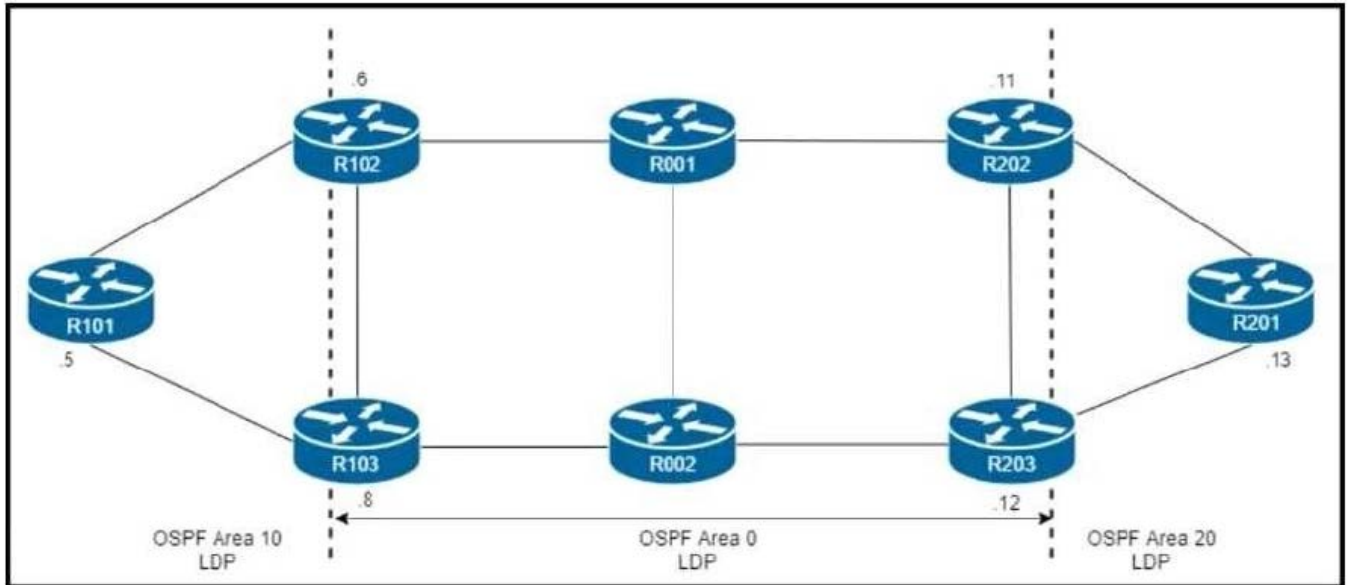 .6
.11
R102
R001
R202
R101
R201
.5
.13
R103
R002
R203
.8
.12
OSPF Area 10
LDP
OSPF Area 0
LDP
OSPF Area 20
LDP